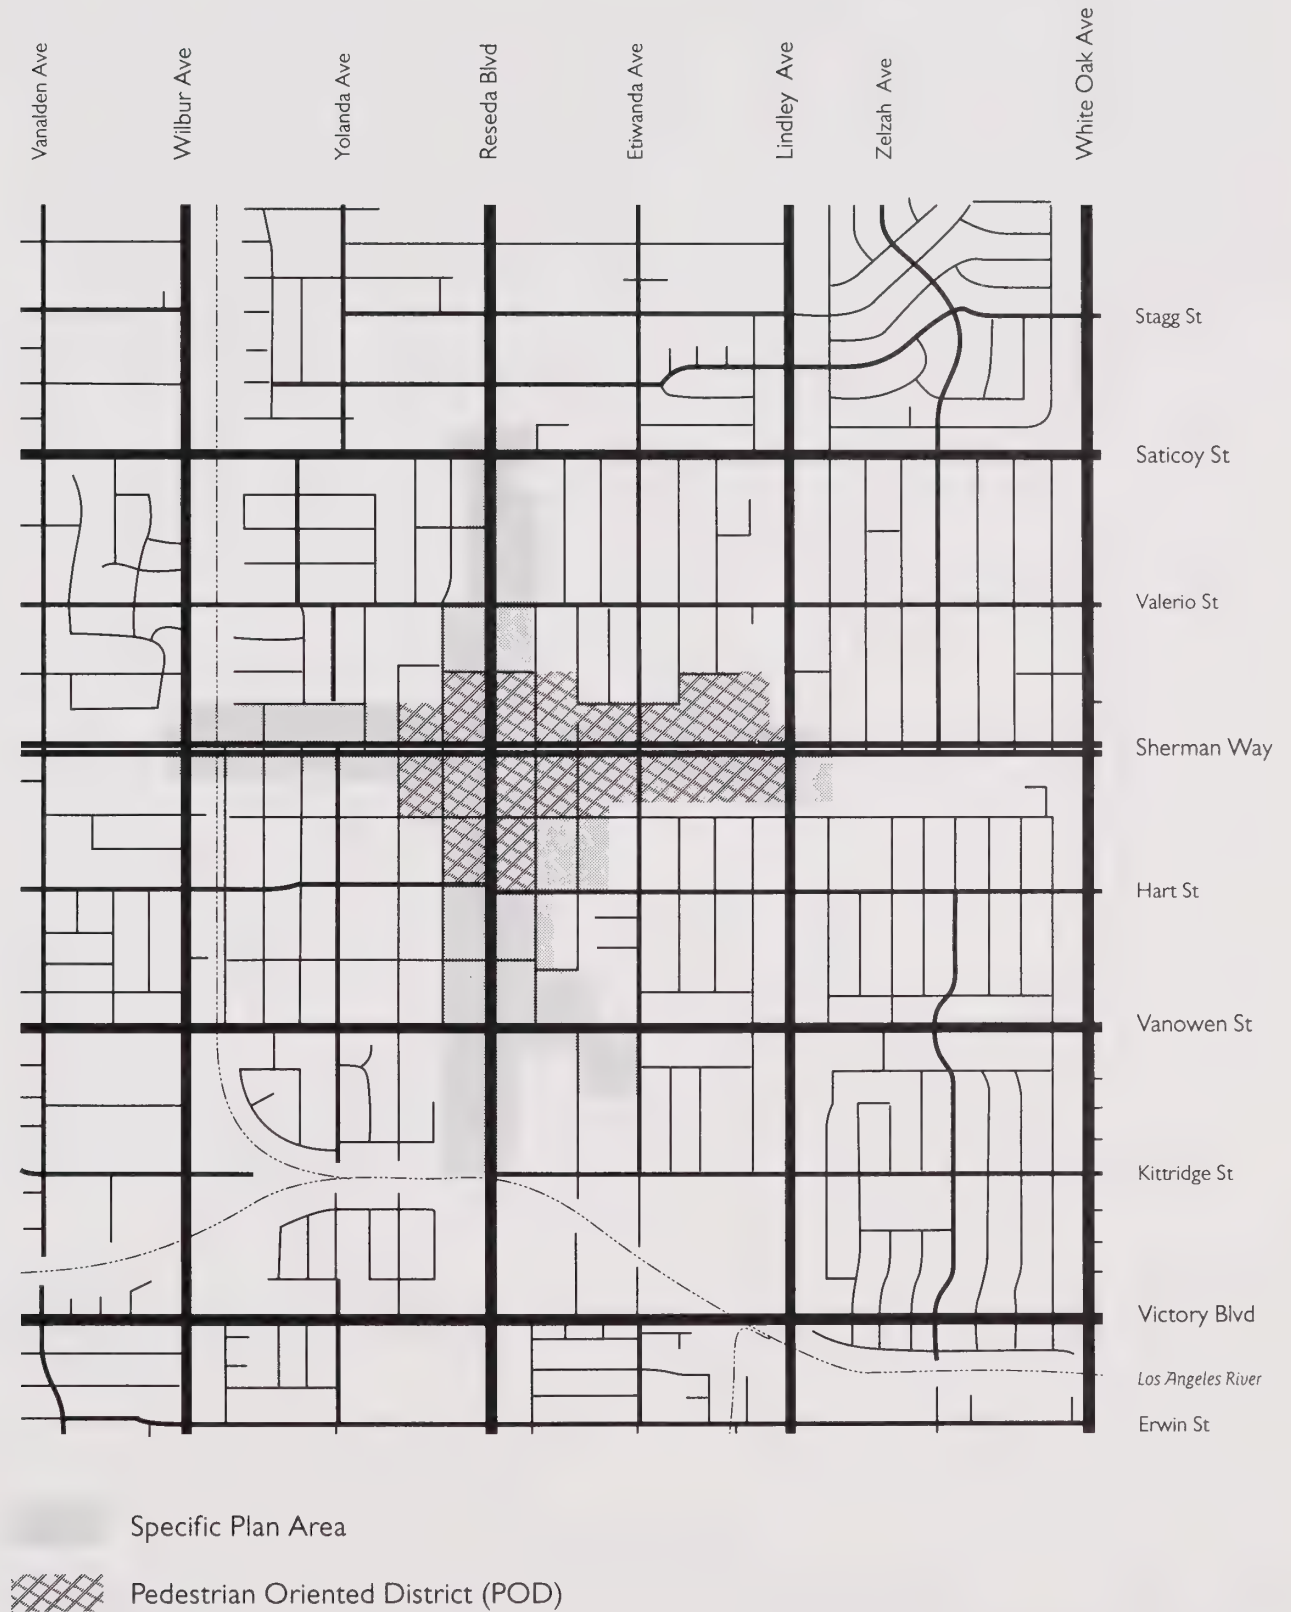 Vanalden Ave
Wilbur Ave
Yolanda Ave
Reseda Blvd
Etiwanda Ave
Lindley Ave
Zelzah Ave
White Oak Ave
Stagg St
Saticoy St
Valerio St
Sherman Way
Hart St
Vanowen St
Kittridge St
Victory Blvd
Los Angeles River
Erwin St
Specific Plan Area
Pedestrian Oriented District (POD)